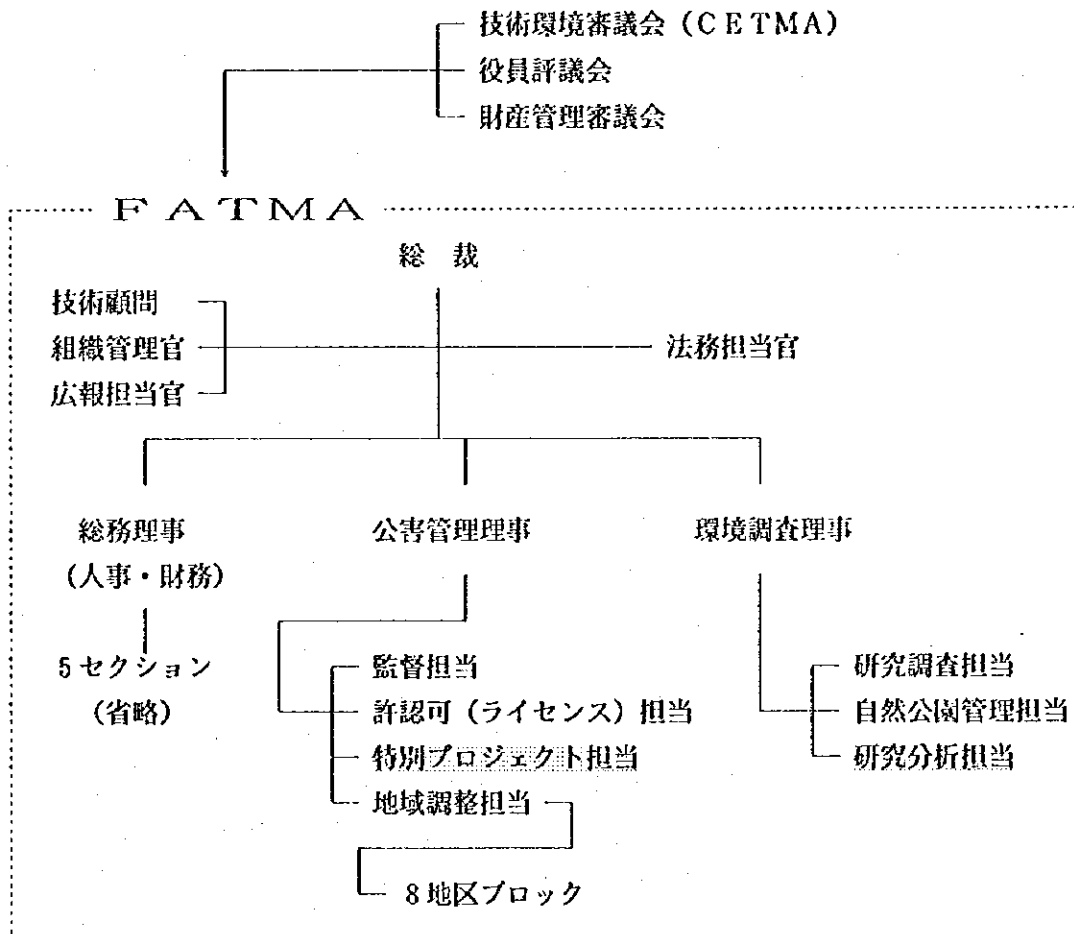 技術環境審議会(CETMA)
役員評議会
財産管理審議会
FATMA
総裁
技術顧問
組織管理官
法務担当官
広報担当官
総務理事
公害管理理事
環境調査理事
(人事・財務)
5セクション
(省略)
監督担当
許認可(ライセンス)担当
特別プロジェクト担当
地域調整担当
8地区ブロック
研究調査担当
自然公園管理担当
研究分析担当